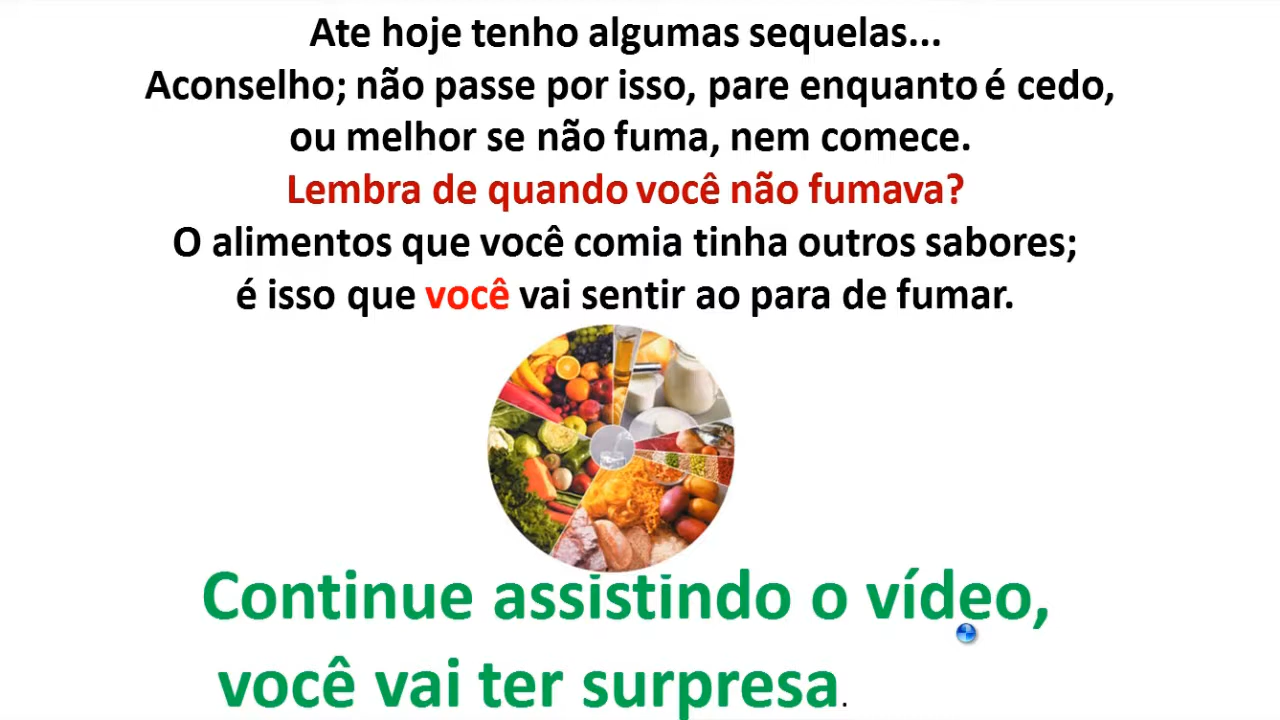 Ate hoje tenho algumas sequelas...
Aconselho; não passe por isso, pare enquanto é cedo,
ou melhor se não fuma, nem comece.
Lembra de quando você não fumava?
O alimentos que você comia tinha outros sabores;
é isso que você vai sentir ao para de fumar.
Continue assistindo o vídeo,
você vai ter surpresa.